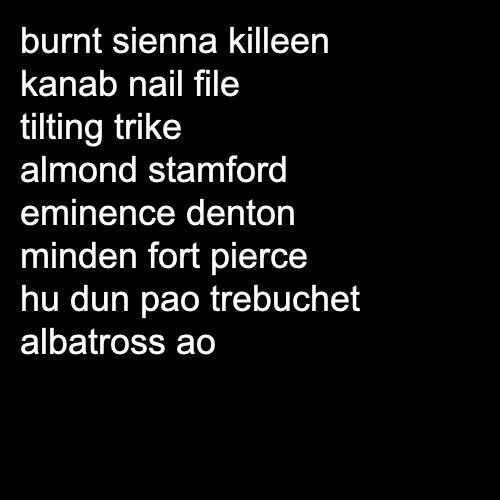 burnt sienna killeen
kanab nail file
tilting trike
almond stamford
eminence denton
minden fort pierce
hu dun pao trebuchet
albatross ao